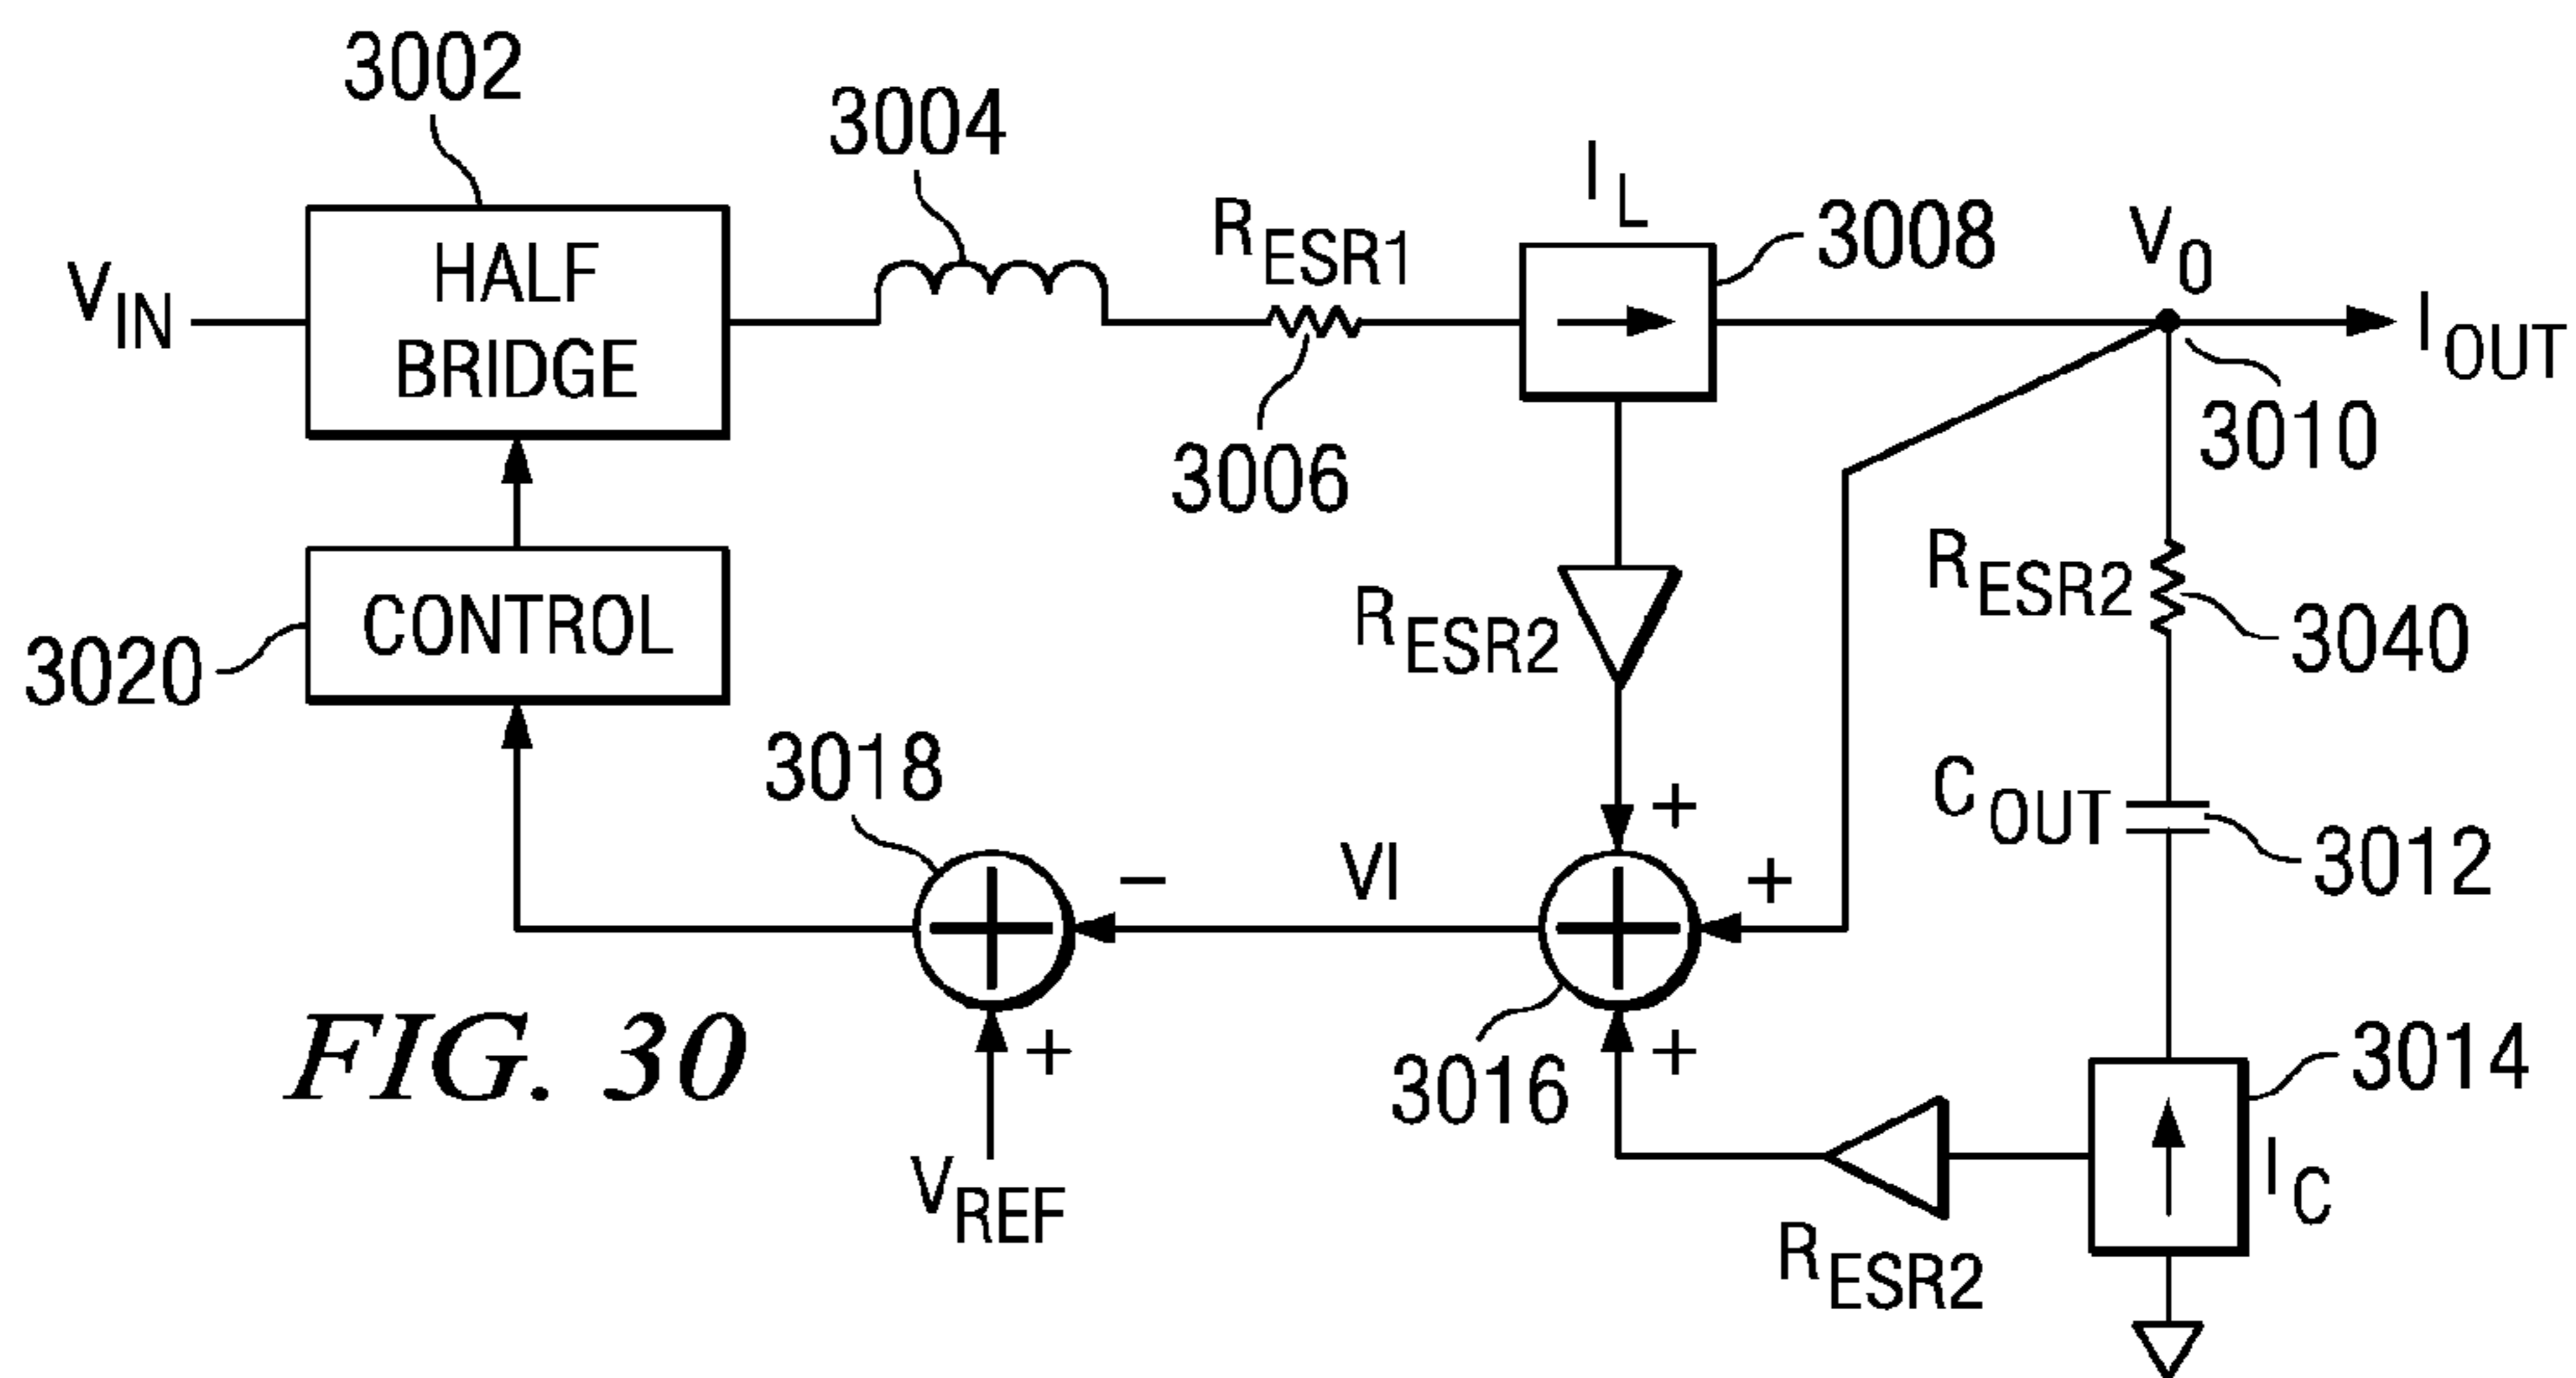 3002
3004
I_L
R_ESR1
3008
V_O
V_IN
HALF
BRIDGE
I_OUT
3006
3010
R_ESR2
R_ESR2
3040
CONTROL
3020
3018
C_OUT
3012
+
-
VI
+
FIG. 30
+
3016
+
3014
I_C
V_REF
R_ESR2